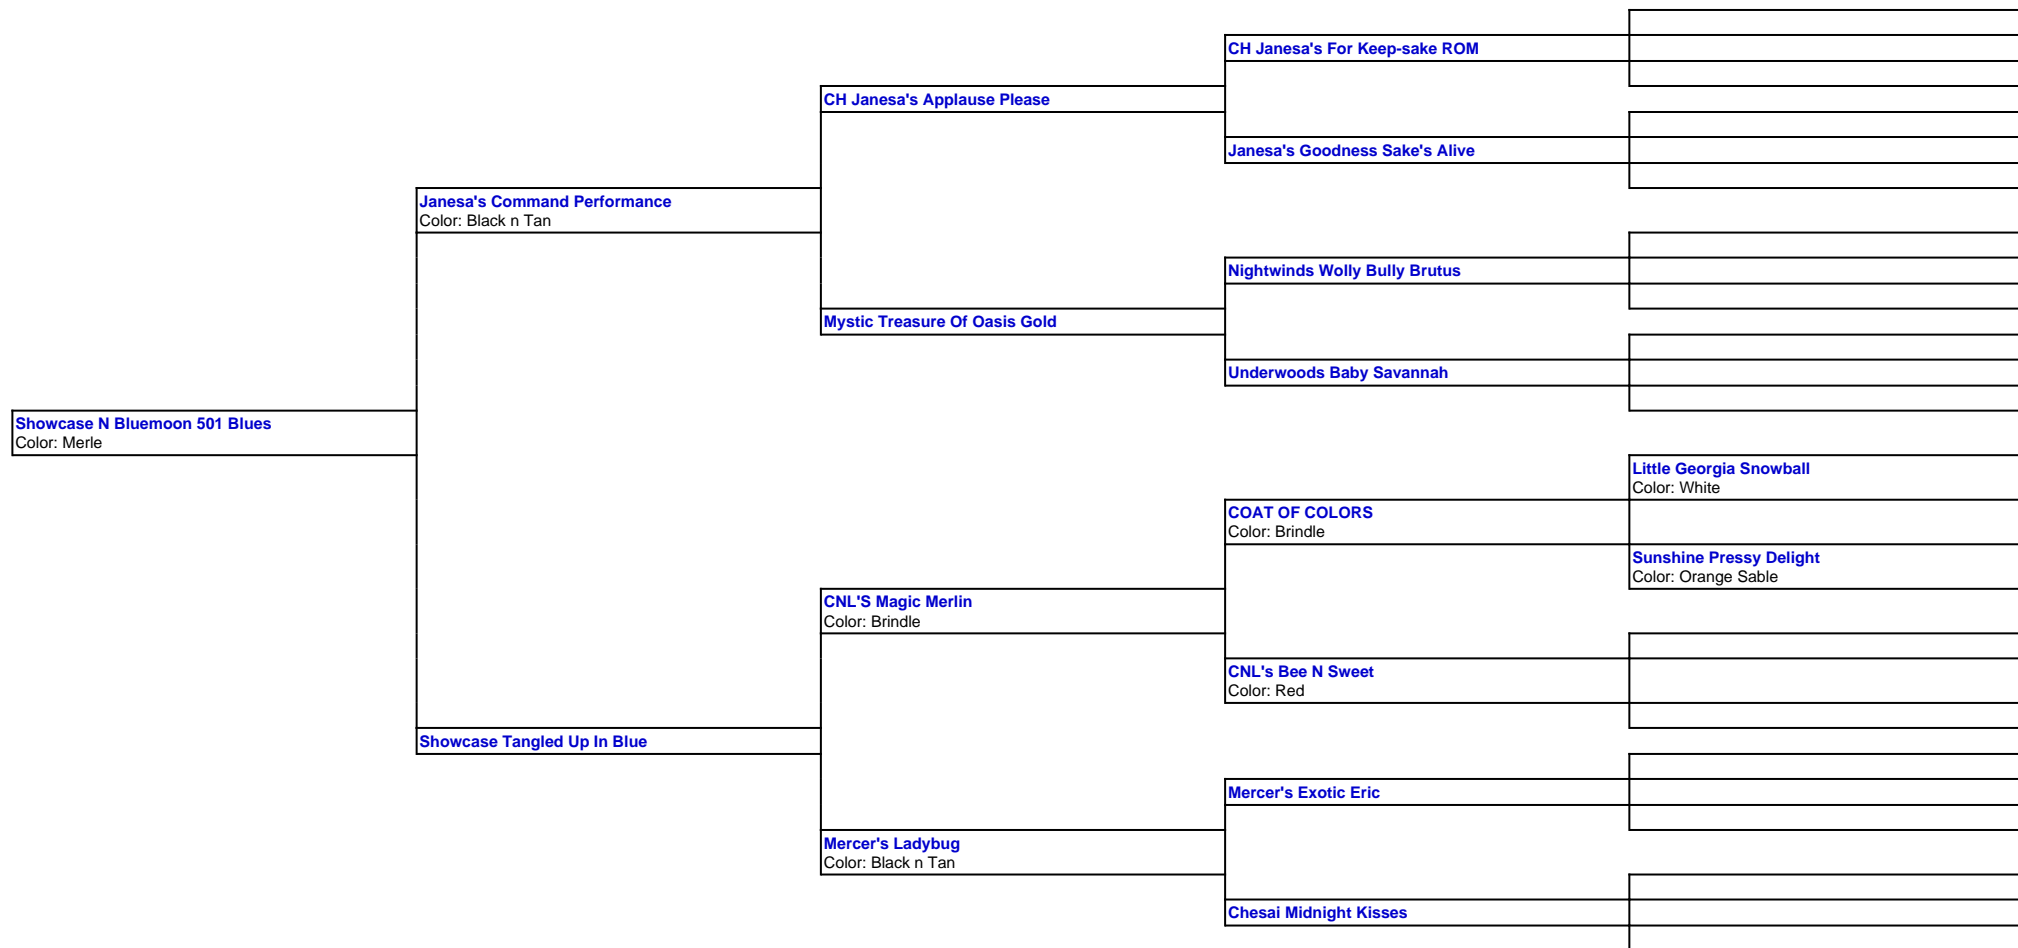 CH Janesa's For Keep-sake ROM
CH Janesa's Applause Please
Janesa's Goodness Sake's Alive
Janesa's Command Performance
Color: Black n Tan
Nightwinds Wolly Bully Brutus
Mystic Treasure Of Oasis Gold
Underwoods Baby Savannah
Showcase N Bluemoon 501 Blues
Color: Merle
Little Georgia Snowball
Color: White
COAT OF COLORS
Color: Brindle
Sunshine Pressy Delight
Color: Orange Sable
CNL'S Magic Merlin
Color: Brindle
CNL's Bee N Sweet
Color: Red
Showcase Tangled Up In Blue
Mercer's Exotic Eric
Mercer's Ladybug
Color: Black n Tan
Chesai Midnight Kisses